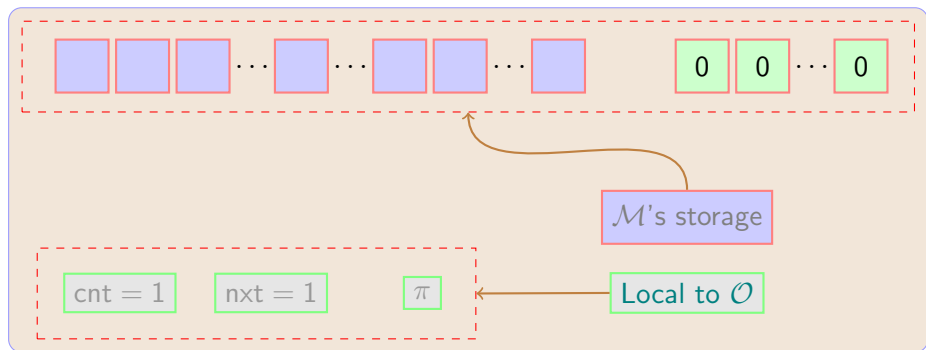 ··· ··· ··· 0 0 ··· 0
ℳ's storage
cnt = 1 nxt = 1 π Local to 𝒪